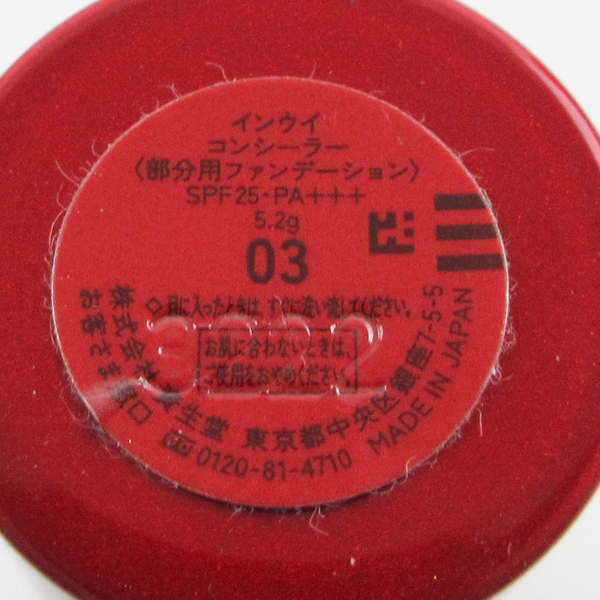 インウイ
コンシーラー
〈部分用ファンデーション〉
SPF25・PA+++
5.2g
03
◇目に入ったときは、すぐに洗い流してください。
お肌に合わないときは、
ご使用をおやめください。
株式会社 資生堂 東京都中央区銀座7-5-5
お客さま窓口 0120-81-4710 MADE IN JAPAN